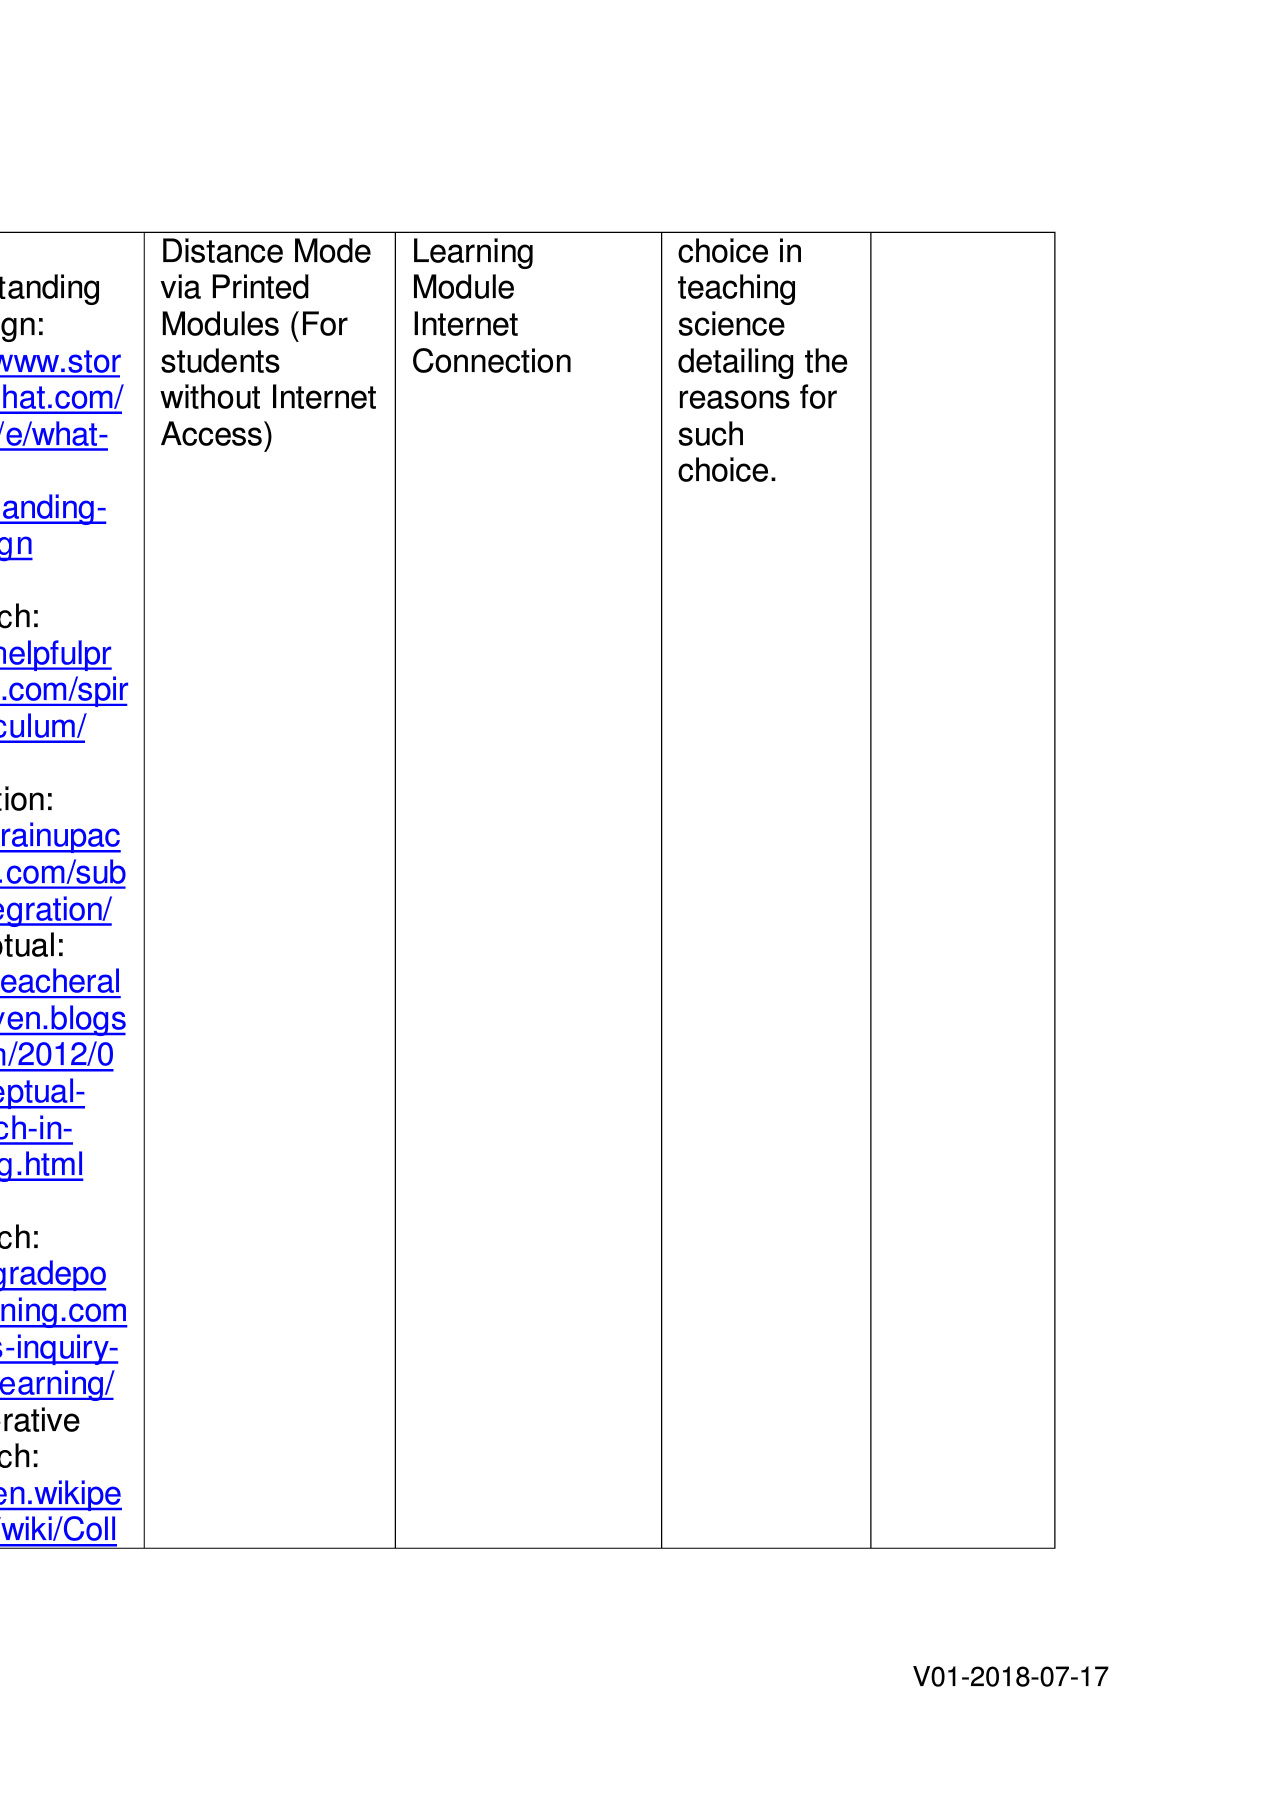 tanding
gn:
www.stor
hat.com/
/e/what-
anding-
gn
ch:
helpfulpr
.com/spir
culum/
tion:
rainupac
.com/sub
egration/
otual:
eacheral
ven.blogs
n/2012/0
eptual-
ch-in-
g.html
ch:
gradepo
ning.com
s-inquiry-
earning/
rative
ch:
en.wikipe
/wiki/Coll
Distance Mode
via Printed
Modules (For
students
without Internet
Access)
Learning
Module
Internet
Connection
choice in
teaching
science
detailing the
reasons for
such
choice.
V01-2018-07-17